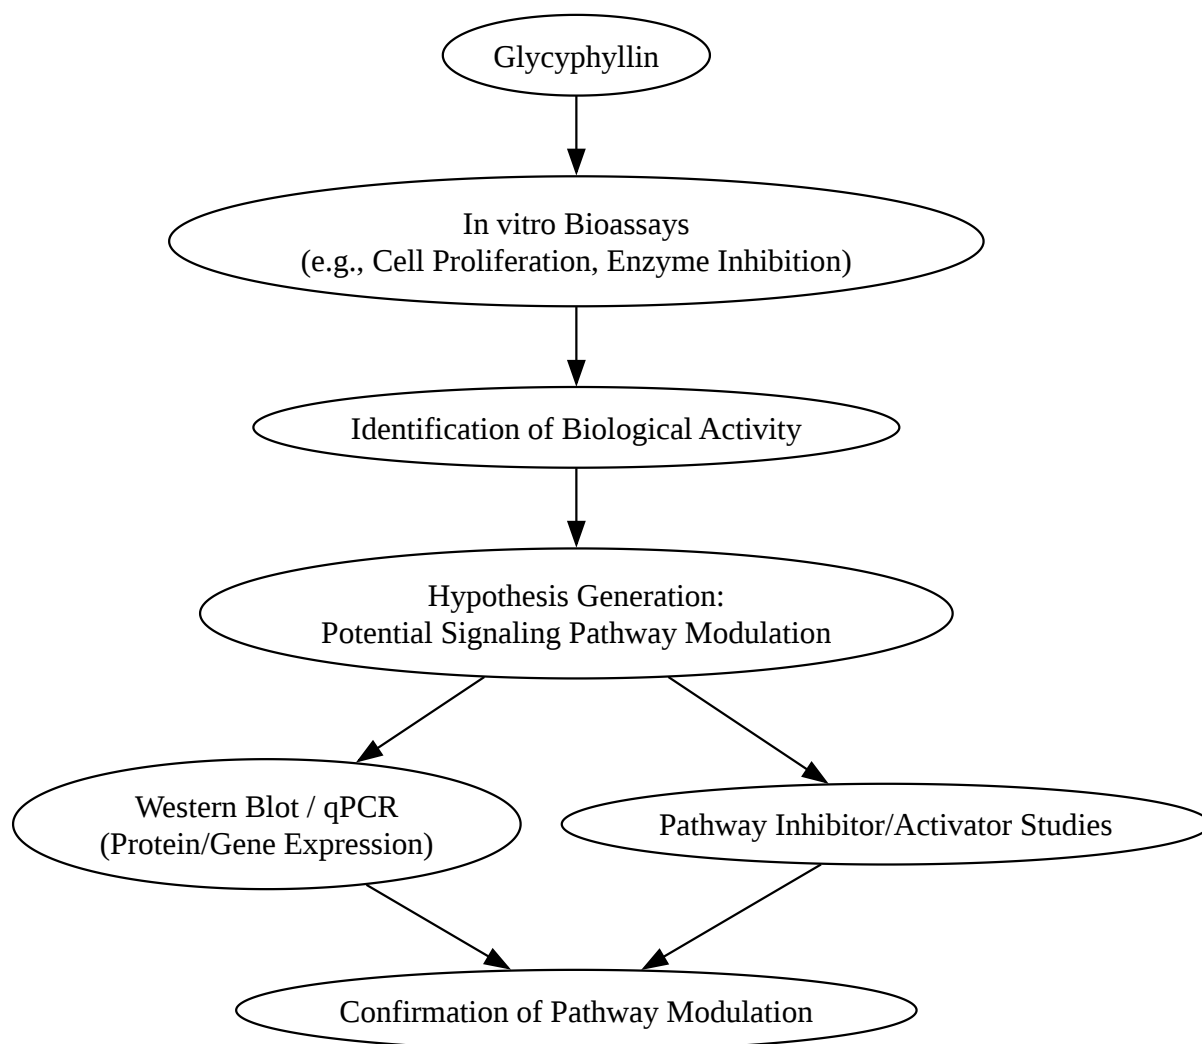 Glycyphyllin
In vitro Bioassays
(e.g., Cell Proliferation, Enzyme Inhibition)
Identification of Biological Activity
Hypothesis Generation:
Potential Signaling Pathway Modulation
Western Blot / qPCR
(Protein/Gene Expression)
Pathway Inhibitor/Activator Studies
Confirmation of Pathway Modulation